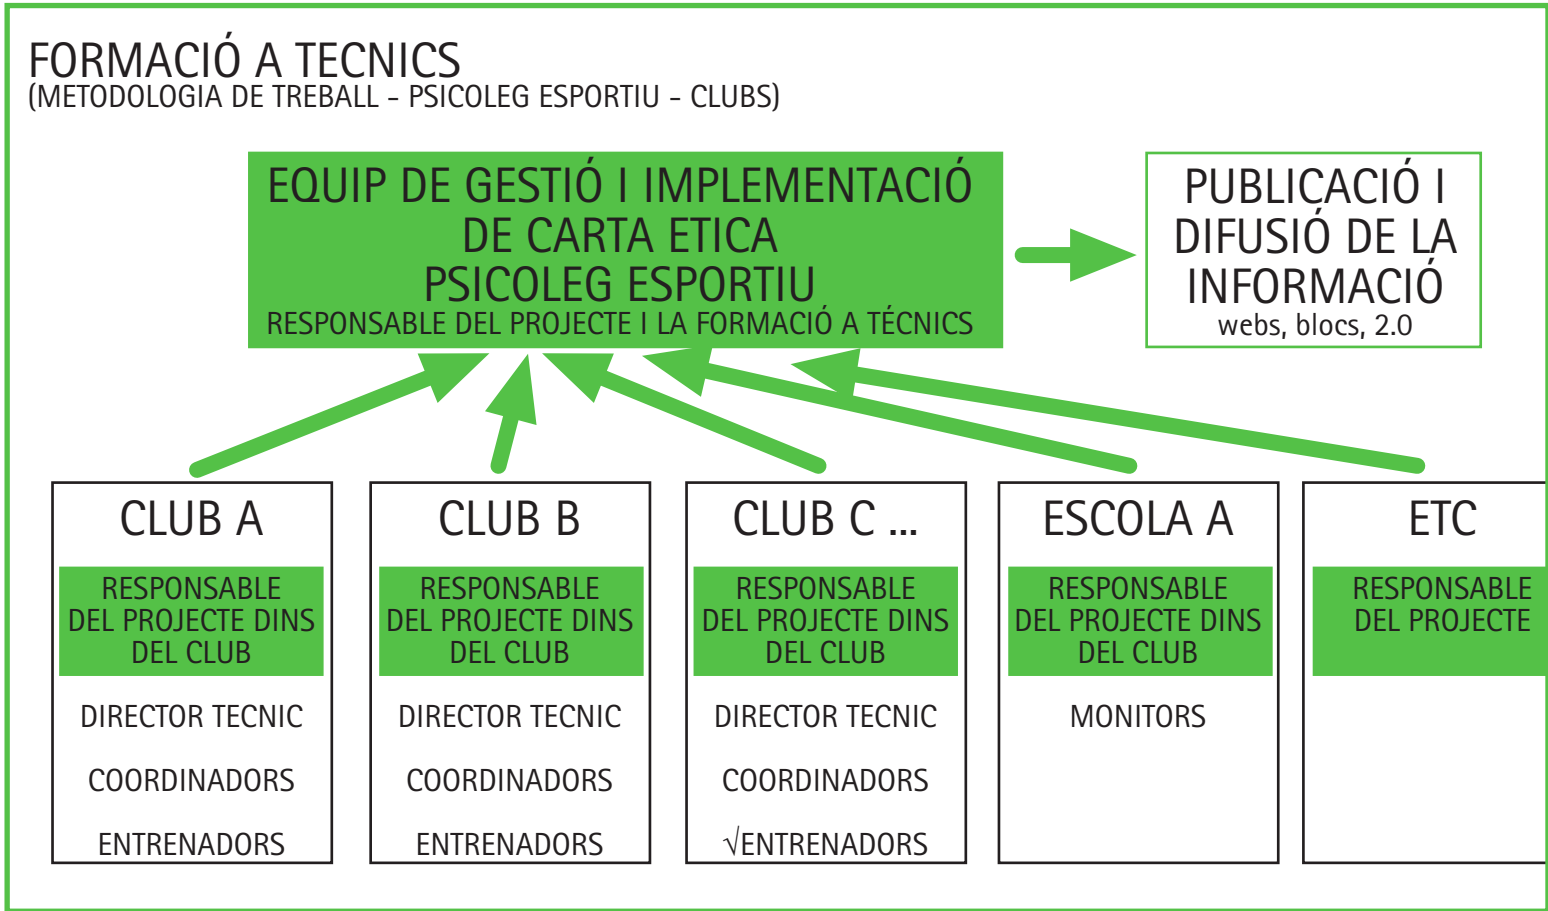 FORMACIÓ A TECNICS
(METODOLOGIA DE TREBALL - PSICOLEG ESPORTIU - CLUBS)
EQUIP DE GESTIÓ I IMPLEMENTACIÓ
DE CARTA ETICA
PSICOLEG ESPORTIU
RESPONSABLE DEL PROJECTE I LA FORMACIÓ A TÉCNICS
PUBLICACIÓ I
DIFUSIÓ DE LA
INFORMACIÓ
webs, blocs, 2.0
CLUB A
RESPONSABLE
DEL PROJECTE DINS
DEL CLUB
DIRECTOR TECNIC
COORDINADORS
ENTRENADORS
CLUB B
RESPONSABLE
DEL PROJECTE DINS
DEL CLUB
DIRECTOR TECNIC
COORDINADORS
ENTRENADORS
CLUB C ...
RESPONSABLE
DEL PROJECTE DINS
DEL CLUB
DIRECTOR TECNIC
COORDINADORS
√ENTRENADORS
ESCOLA A
RESPONSABLE
DEL PROJECTE DINS
DEL CLUB
MONITORS
ETC
RESPONSABLE
DEL PROJECTE